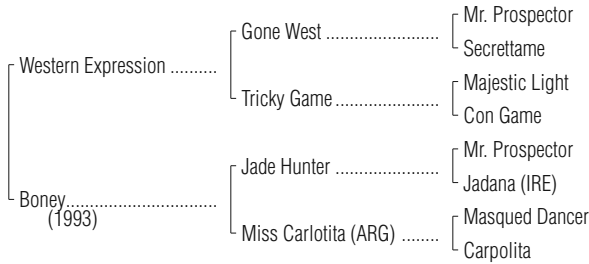 Mr. Prospector
Gone West ........................
Secrettame
Western Expression ..........
Majestic Light
Tricky Game ......................
Con Game
Mr. Prospector
Jade Hunter ......................
Jadana (IRE)
Boney................................
(1993)
Masqued Dancer
Miss Carlotita (ARG) ........
Carpolita